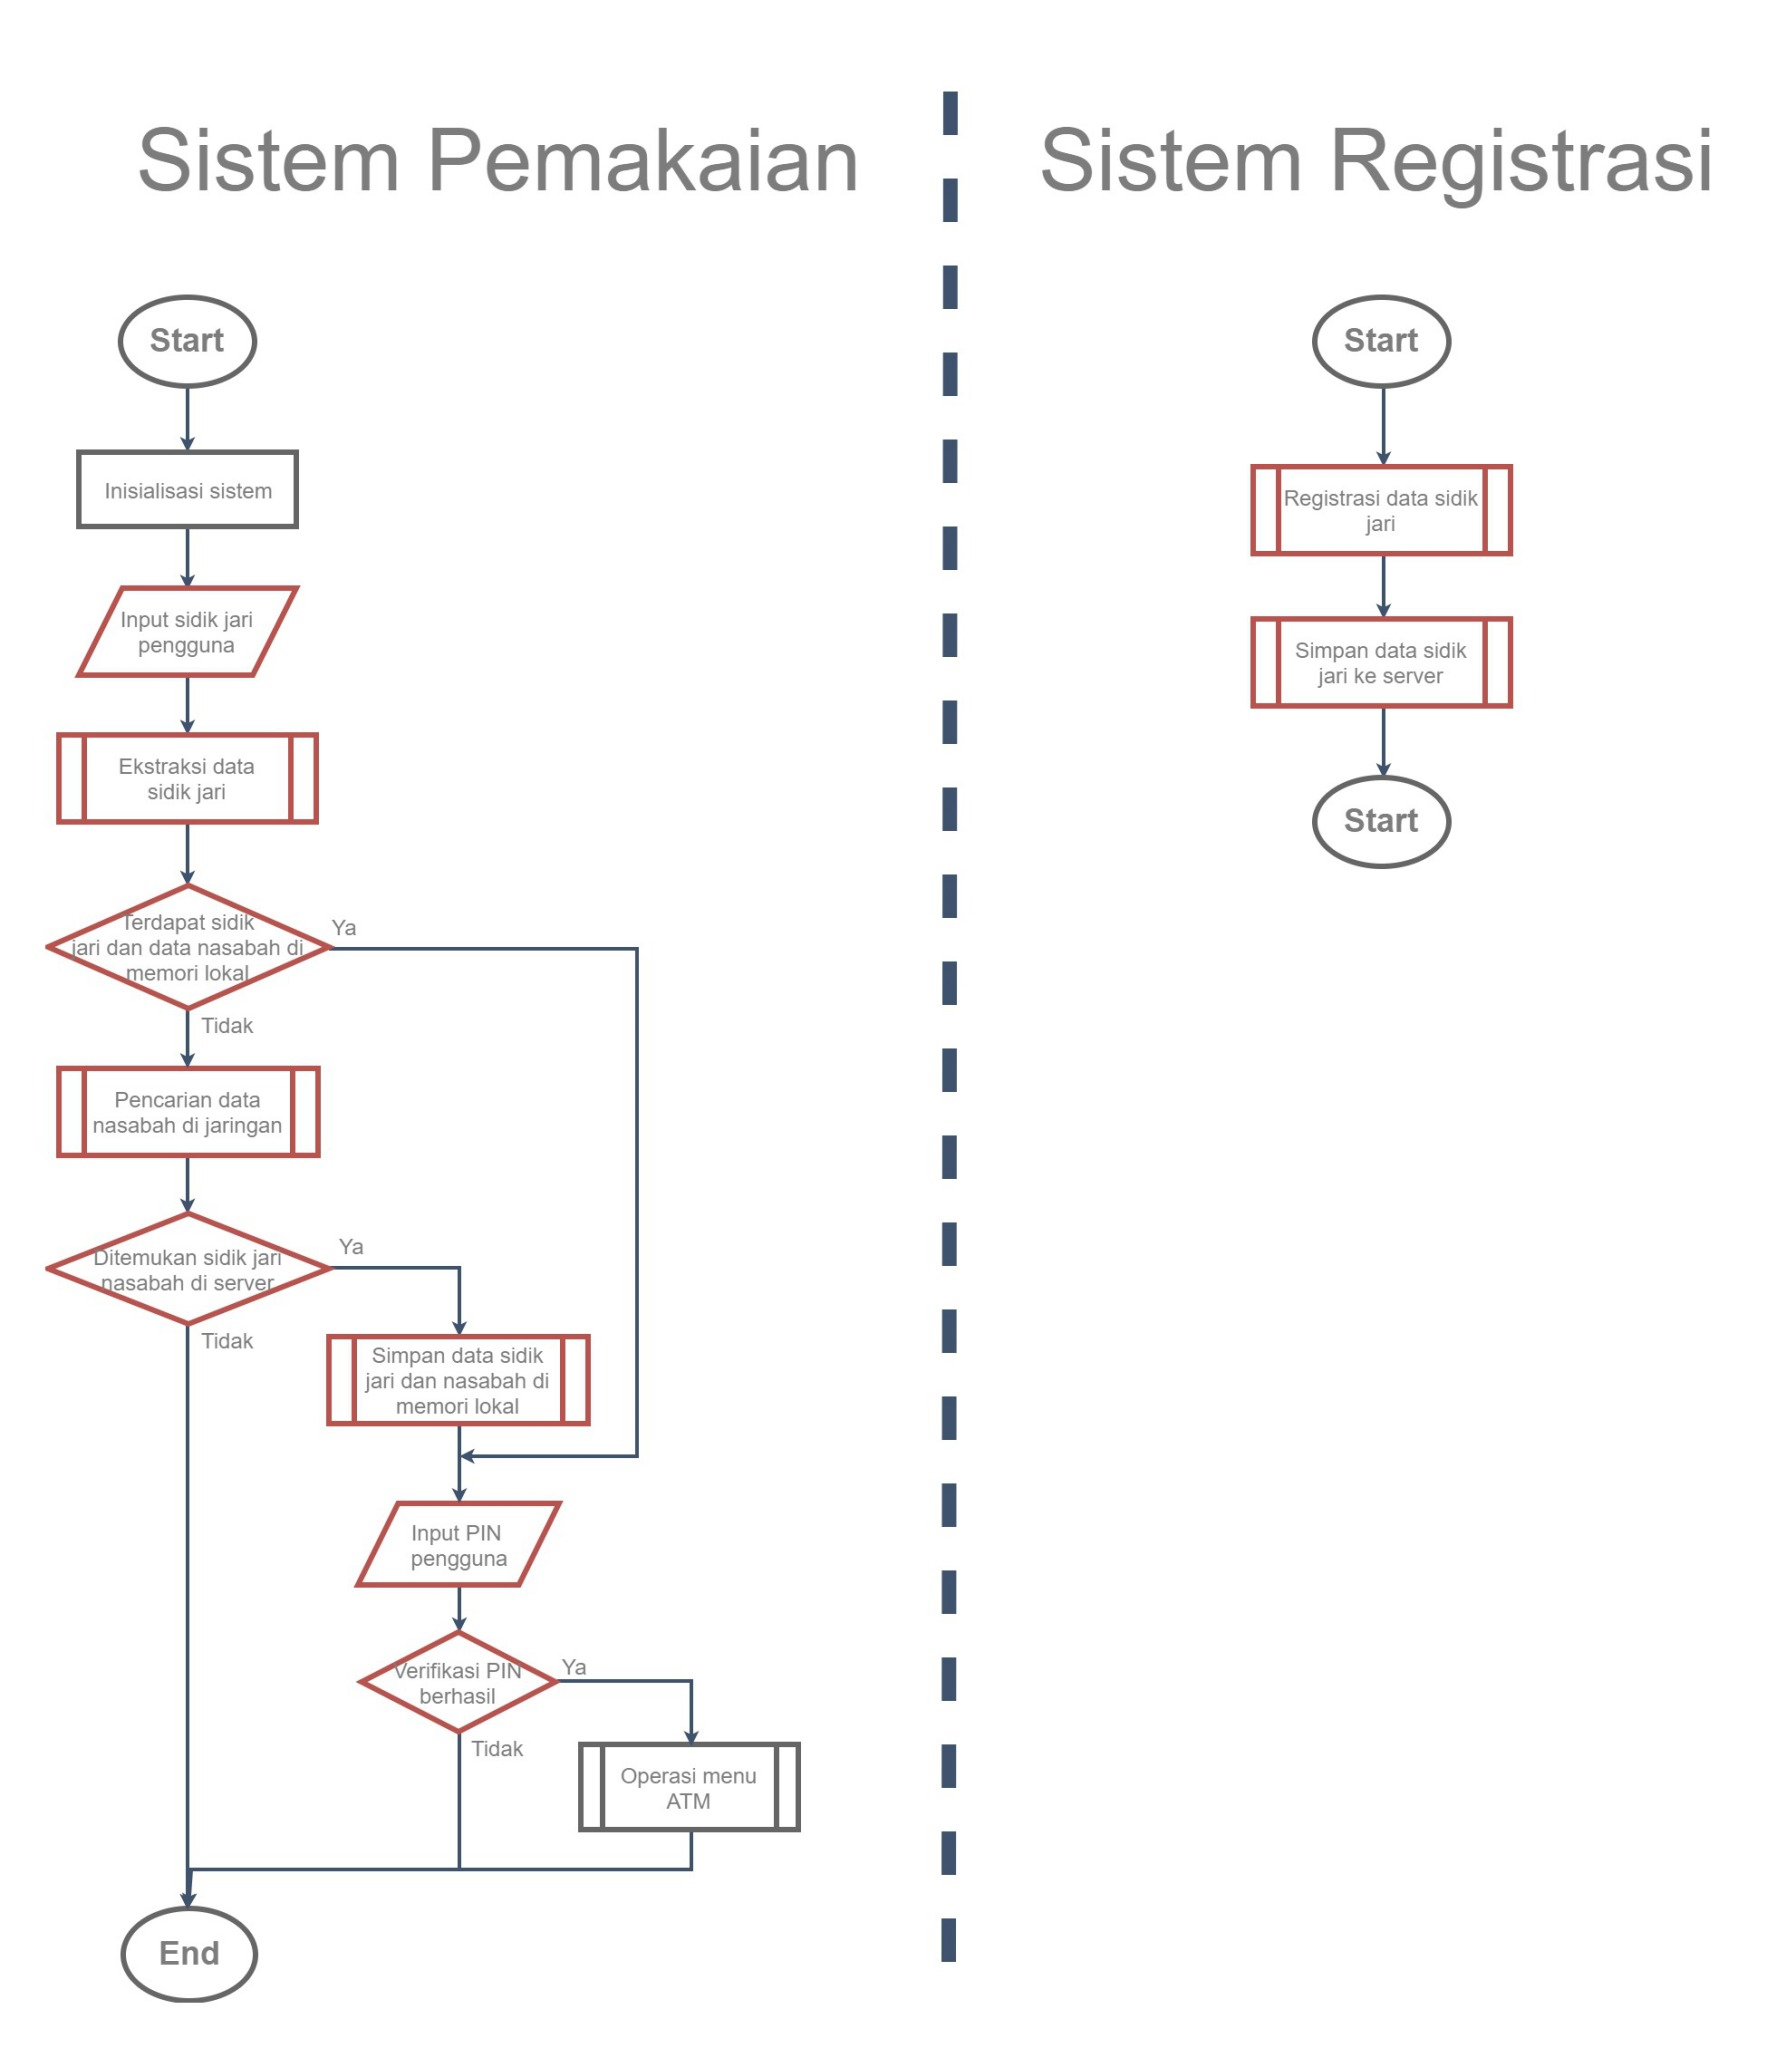 Sistem Pemakaian
Start
Inisialisasi sistem
Input sidik jari
pengguna
Ekstraksi data
sidik jari
Terdapat sidik
jari dan data nasabah di
memori lokal
Ya
Tidak
Pencarian data
nasabah di jaringan
Ditemukan sidik jari
nasabah di server
Ya
Tidak
Simpan data sidik
jari dan nasabah di
memori lokal
Input PIN
pengguna
Verifikasi PIN
berhasil
Ya
Tidak
Operasi menu
ATM
End
Sistem Registrasi
Start
Registrasi data sidik
jari
Simpan data sidik
jari ke server
Start